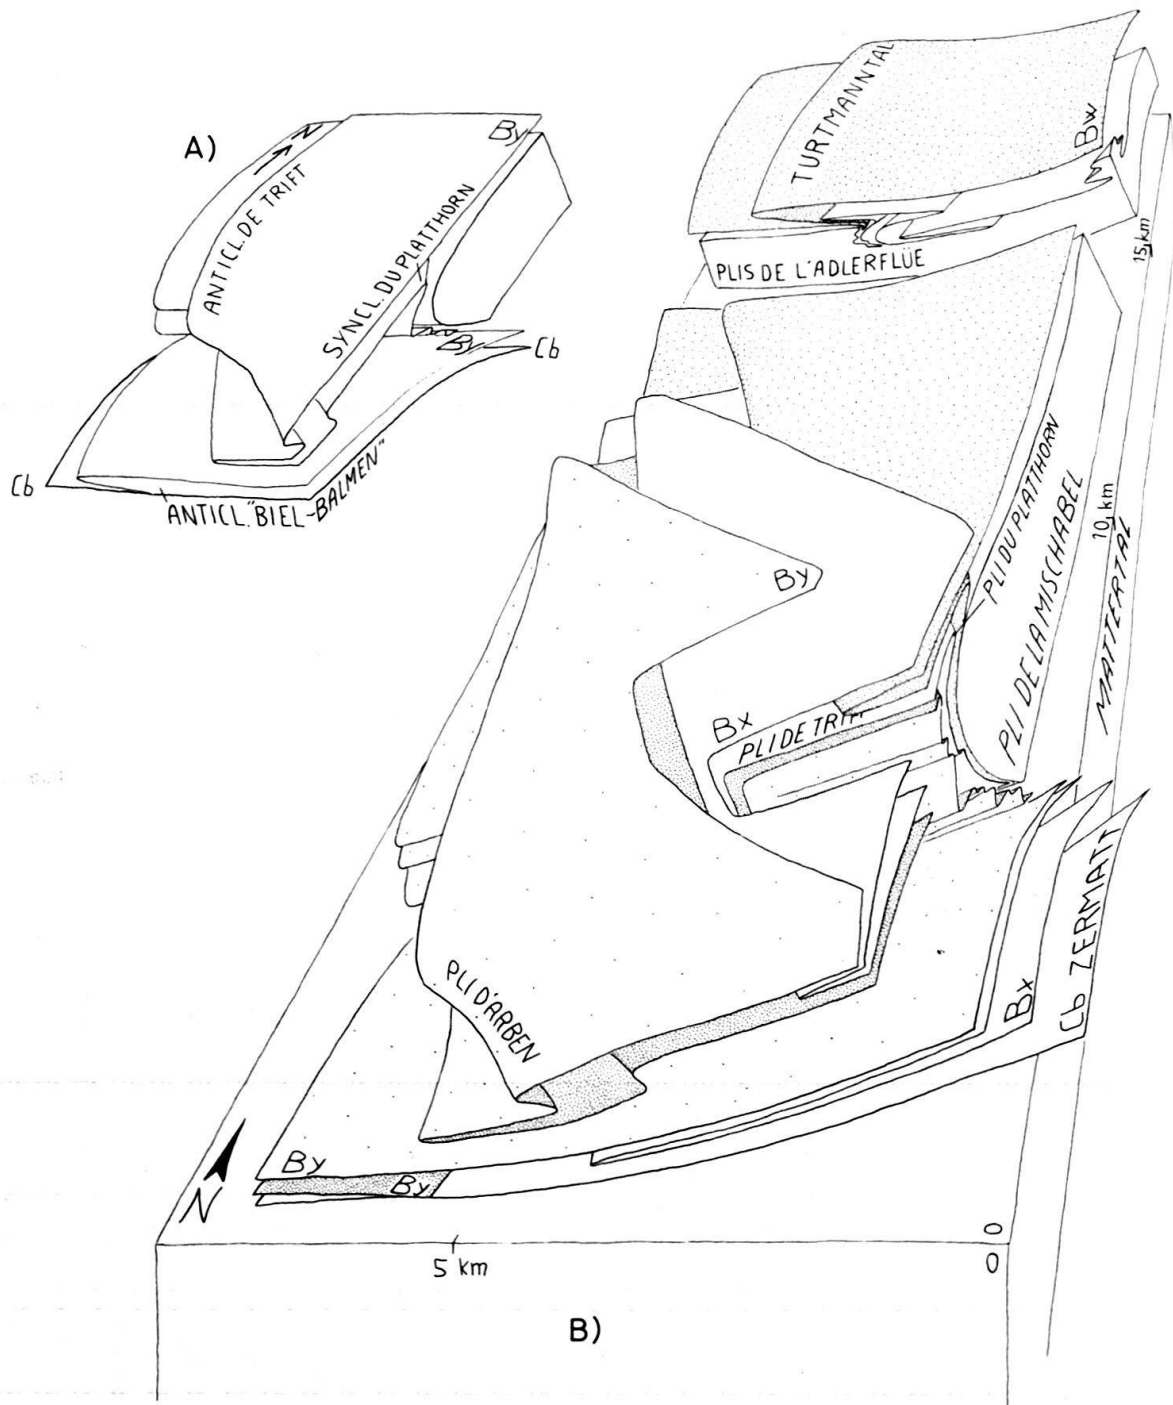 A)
N
By
ANTICL. DE TRIFT
SYNCL. DU PLATTHORN
By
Cb
Cb
ANTICL. "BIEL-BALMEN"
TURTMANNTAL
BW
15 km
PLIS DE L'ADLERFLÜE
PLI DU PLATTHORN
PLI DE LA MISCHABEL
10 km
MATTERTAL
By
Bx
PLI DE TRIFT
PLI D'ARBEN
Bx
Cb ZERMATT
By
By
N
0
5 km
0
B)